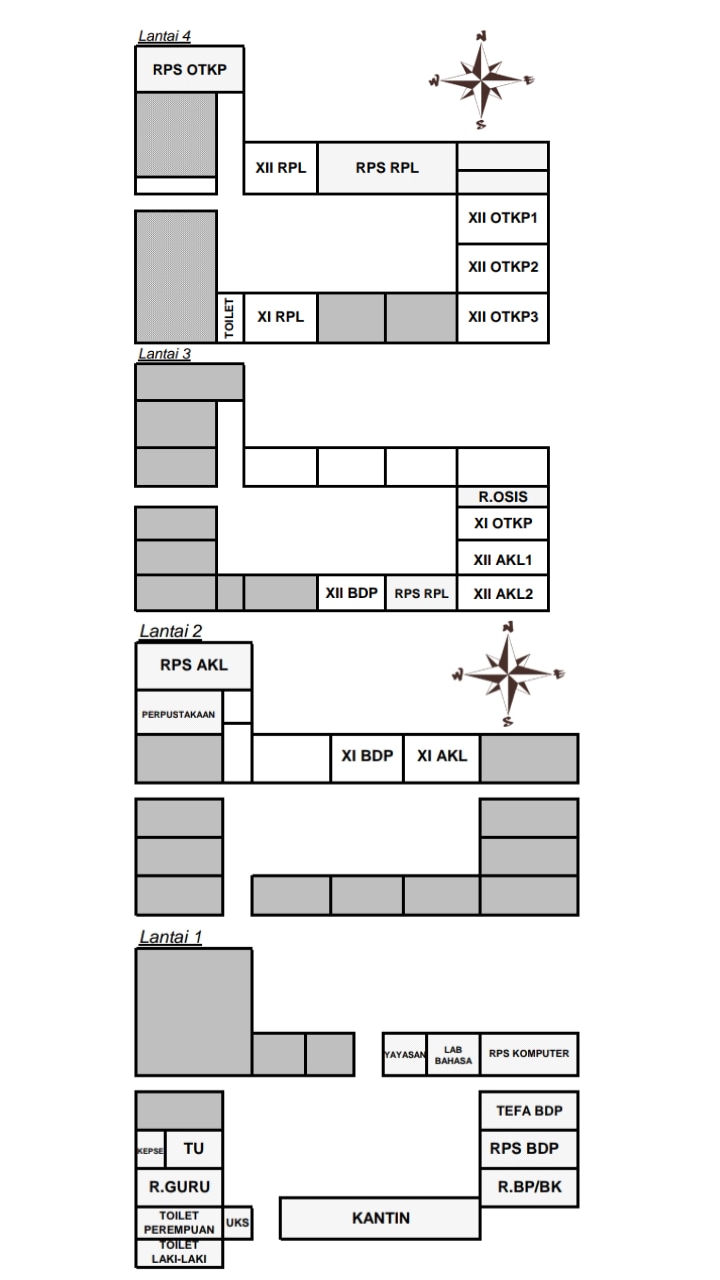 Lantai 4
N
W
E
S
RPS OTKP
XII RPL
RPS RPL
XII OTKP1
XII OTKP2
TOILET
XI RPL
XII OTKP3
Lantai 3
R.OSIS
XI OTKP
XII AKL1
XII BDP
RPS RPL
XII AKL2
Lantai 2
N
W
E
S
RPS AKL
PERPUSTAKAAN
XI BDP
XI AKL
Lantai 1
YAYASAN
LAB
BAHASA
RPS KOMPUTER
TEFA BDP
KEPSE
TU
RPS BDP
R.GURU
R.BP/BK
TOILET
PEREMPUAN
UKS
KANTIN
TOILET
LAKI-LAKI